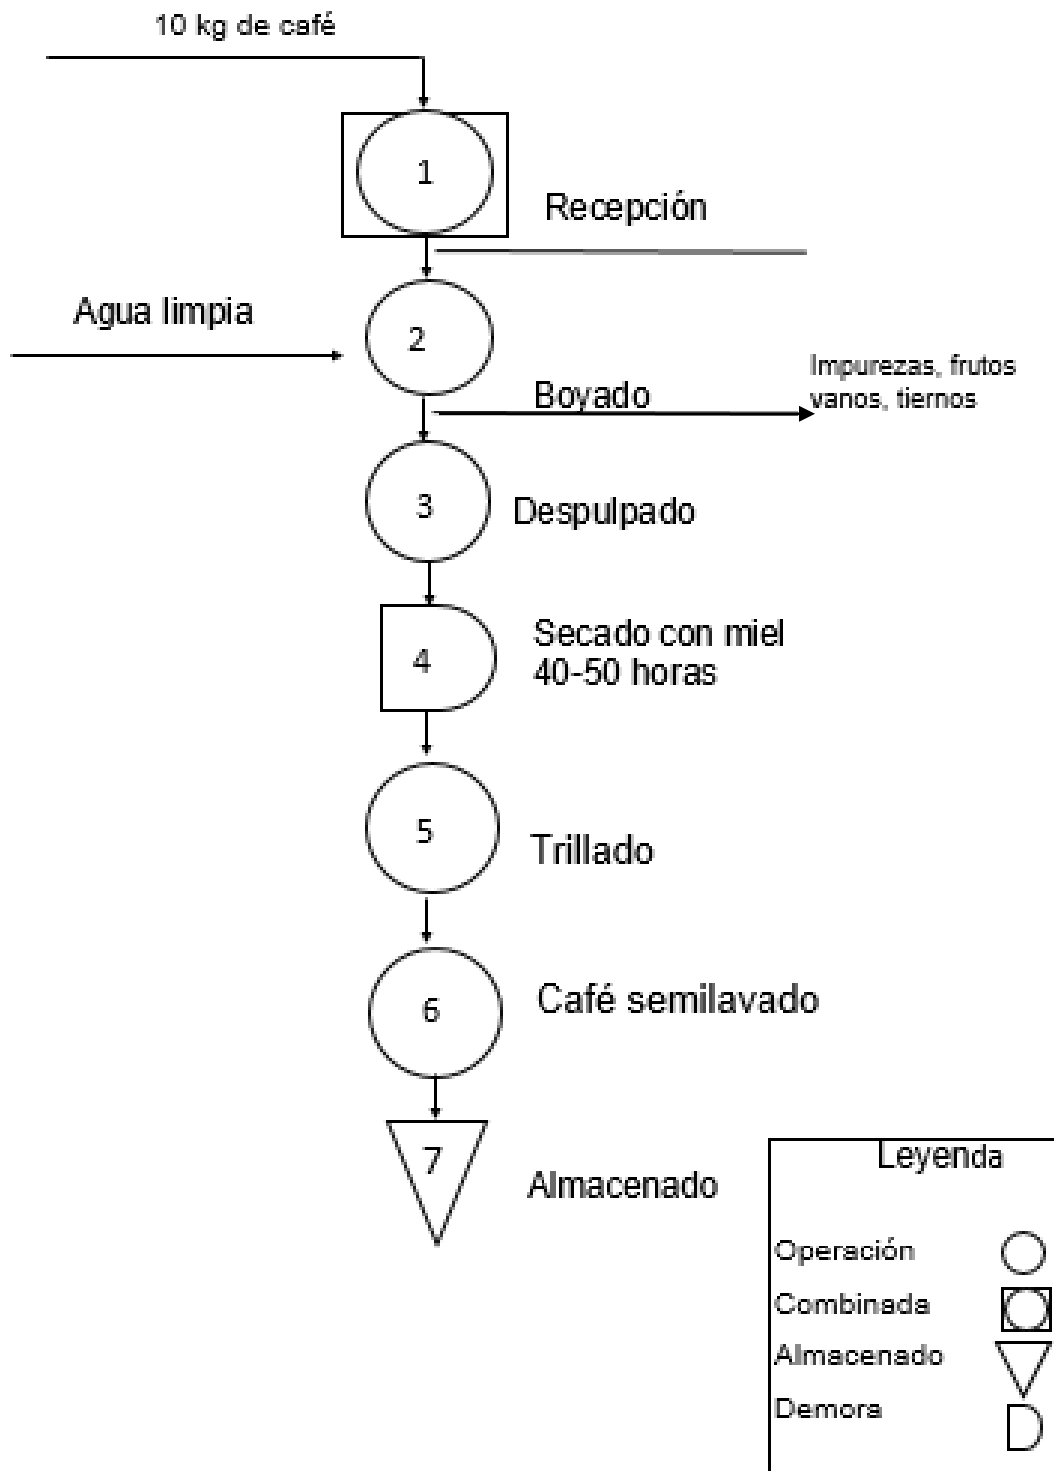 10 kg de café
1
Recepción
Agua limpia
2
Impurezas, frutos
vanos, tiernos
Boyado
3
Despulpado
4
Secado con miel
40-50 horas
5
Trillado
6
Café semilavado
7
Almacenado
Leyenda
Operación
Combinada
Almacenado
Demora